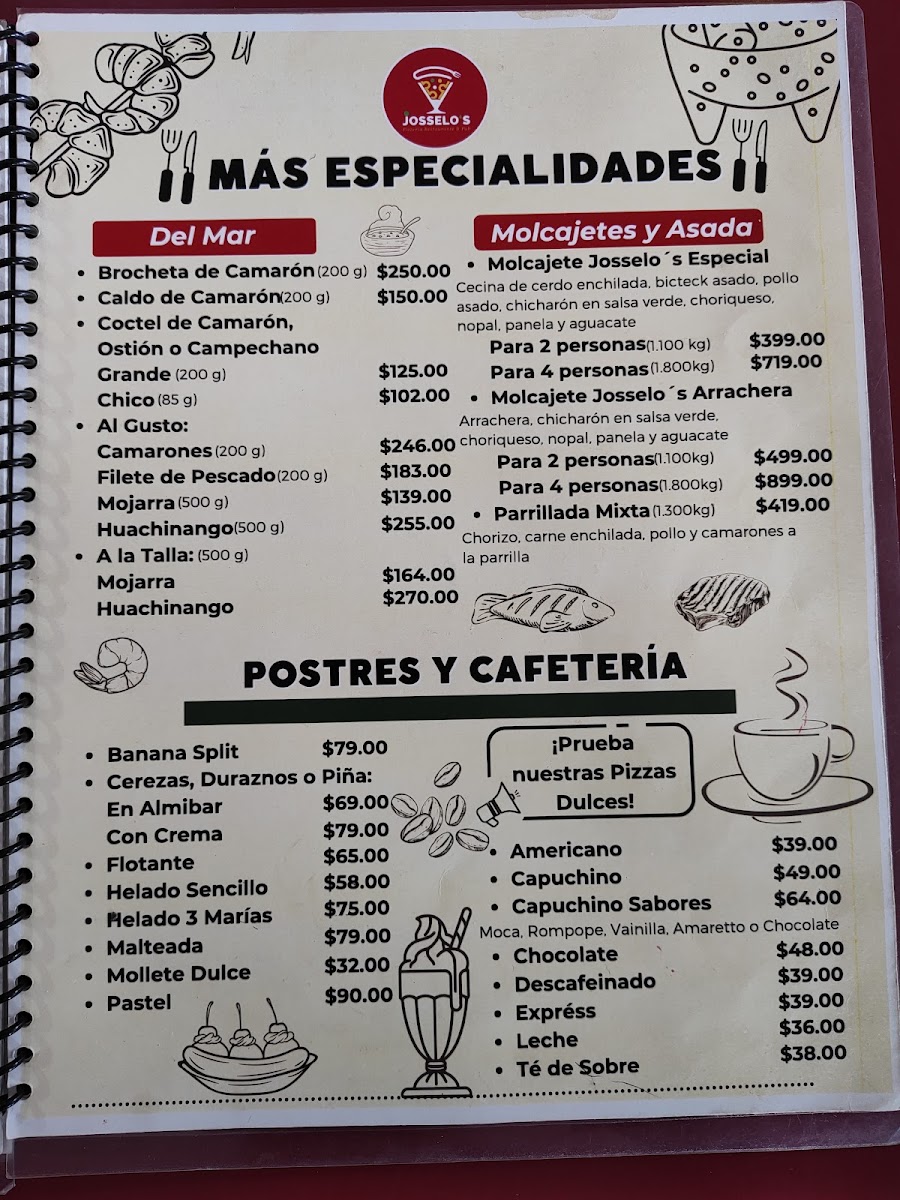 JOSSELO'S
MÁS ESPECIALIDADES
Del Mar
• Brocheta de Camarón (200 g) $250.00
• Caldo de Camarón(200 g) $150.00
• Coctel de Camarón,
Ostión o Campechano
Grande (200 g) $125.00
Chico (85 g) $102.00
• Al Gusto:
Camarones (200 g) $246.00
Filete de Pescado(200 g) $183.00
Mojarra (500 g) $139.00
Huachinango(500 g) $255.00
• A la Talla: (500 g)
Mojarra $164.00
Huachinango $270.00
Molcajetes y Asada
• Molcajete Josselo´s Especial
Cecina de cerdo enchilada, bicteck asado, pollo
asado, chicharón en salsa verde, choriqueso,
nopal, panela y aguacate
Para 2 personas(1.100 kg) $399.00
Para 4 personas(1.800kg) $719.00
• Molcajete Josselo´s Arrachera
Arrachera, chicharón en salsa verde,
choriqueso, nopal, panela y aguacate
Para 2 personas(1.100kg) $499.00
Para 4 personas(1.800kg) $899.00
• Parrillada Mixta(1.300kg) $419.00
Chorizo, carne enchilada, pollo y camarones a
la parrilla
POSTRES Y CAFETERÍA
• Banana Split $79.00
• Cerezas, Duraznos o Piña:
En Almibar $69.00
Con Crema $79.00
• Flotante $65.00
• Helado Sencillo $58.00
• Helado 3 Marías $75.00
• Malteada $79.00
• Mollete Dulce $32.00
• Pastel $90.00
¡Prueba
nuestras Pizzas
Dulces!
• Americano $39.00
• Capuchino $49.00
• Capuchino Sabores $64.00
Moca, Rompope, Vainilla, Amaretto o Chocolate
• Chocolate $48.00
• Descafeinado $39.00
• Expréss $39.00
• Leche $36.00
• Té de Sobre $38.00